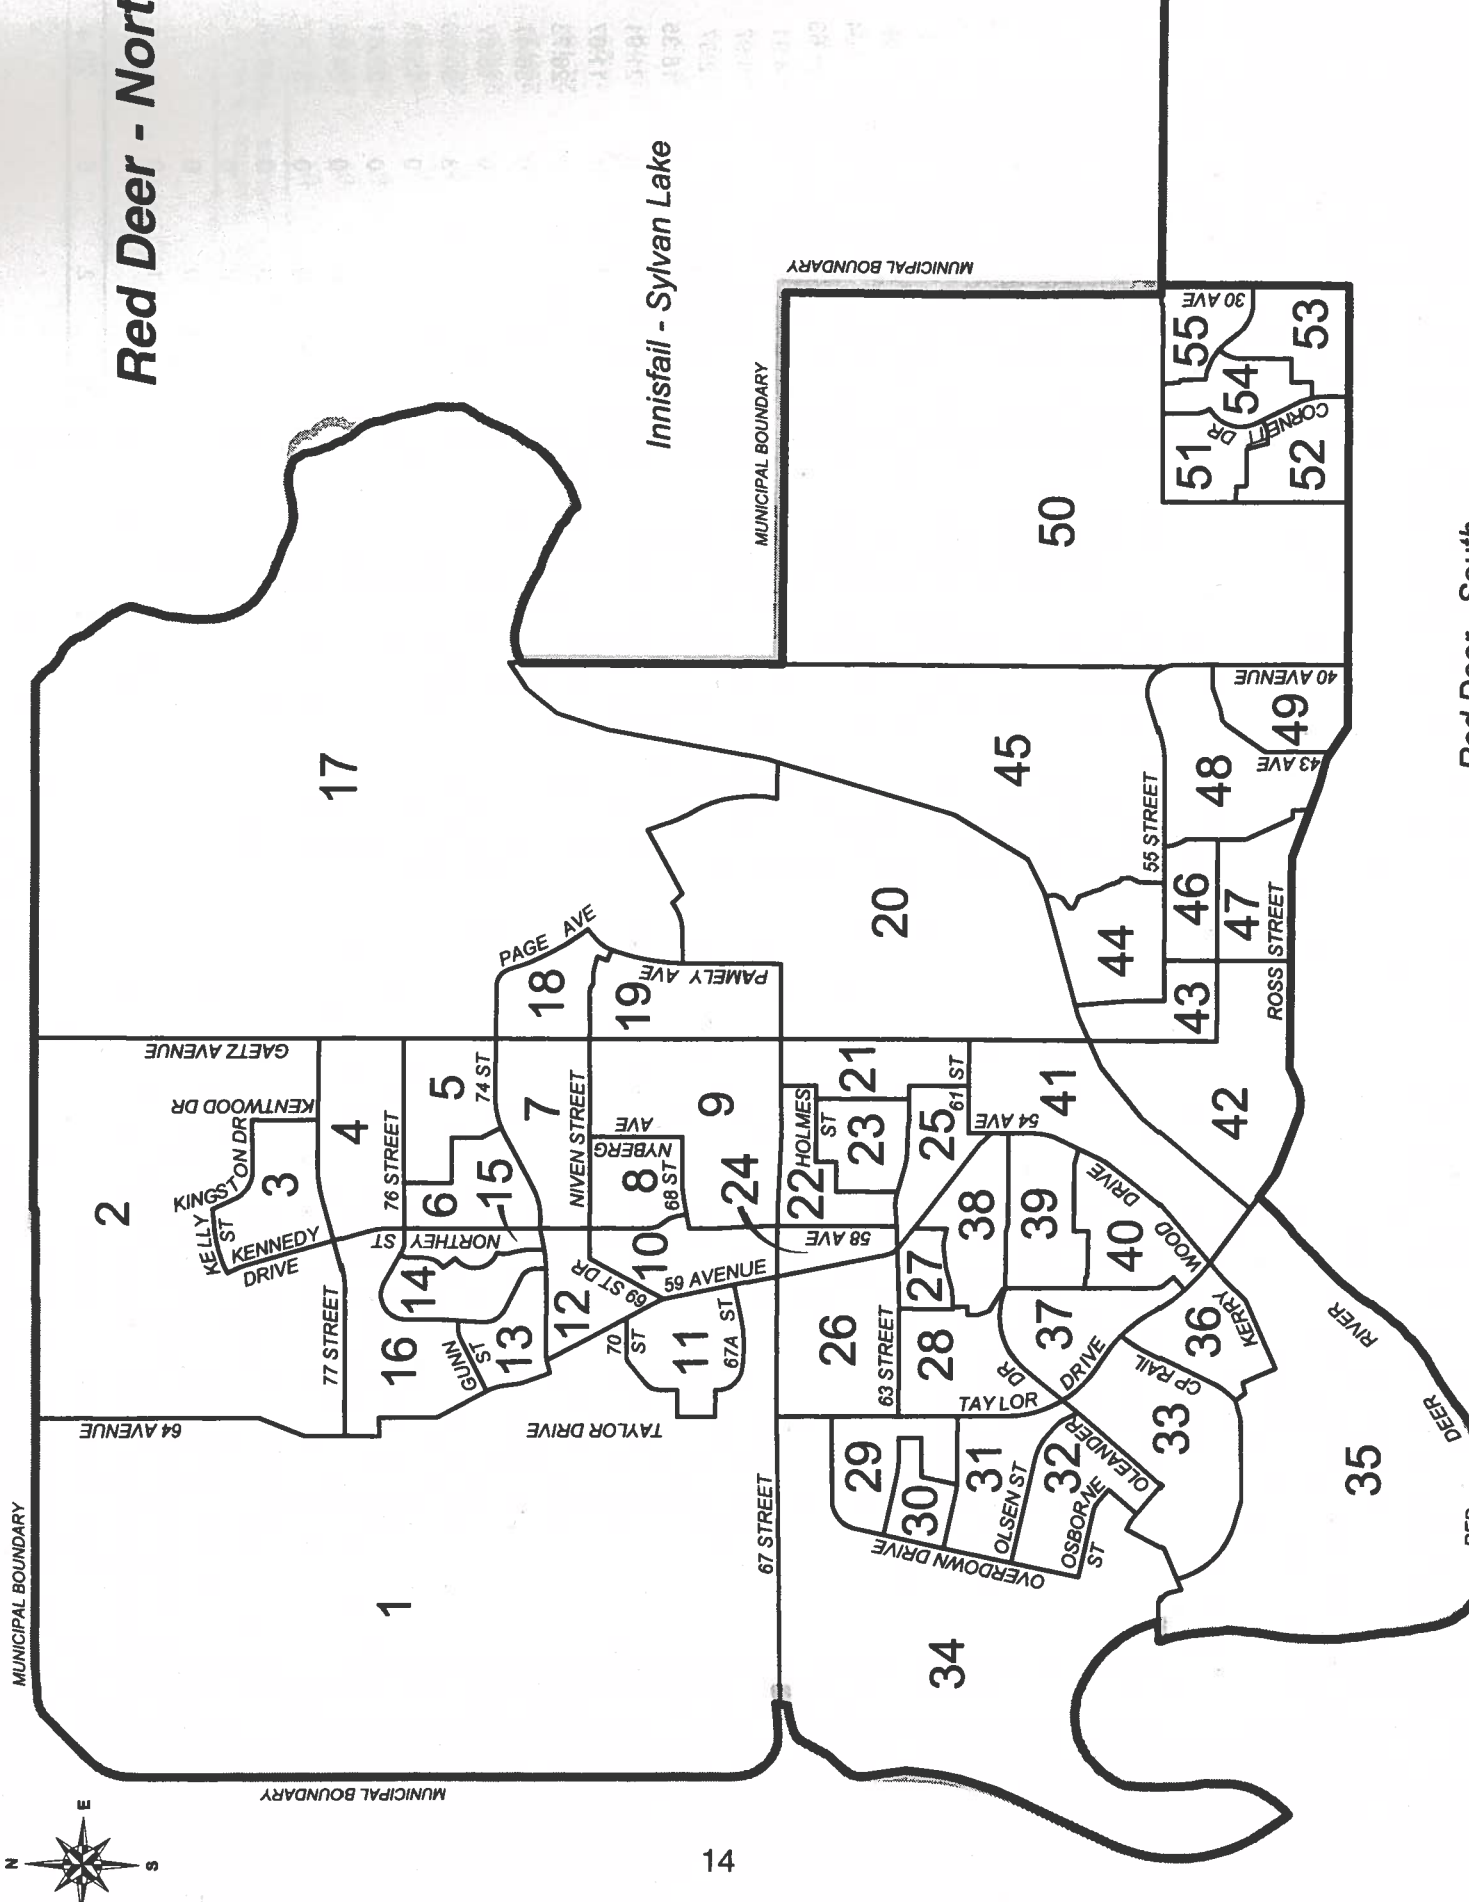 Red Deer - Nort
Innisfail - Sylvan Lake
MUNICIPAL BOUNDARY
MUNICIPAL BOUNDARY
MUNICIPAL BOUNDARY
MUNICIPAL BOUNDARY
N
E
S
1
2
3
4
5
6
7
8
9
10
11
12
13
14
15
16
17
18
19
20
21
22
23
24
25
26
27
28
29
30
31
32
33
34
35
36
37
38
39
40
41
42
43
44
45
46
47
48
49
50
51
52
53
54
55
64 AVENUE
GAETZ AVENUE
KENTWOOD DR
KINGSTON DR
KELLY ST
KENNEDY DRIVE
77 STREET
76 STREET
74 ST
NORTHEY ST
GUNN ST
NIVEN STREET
NYBERG AVE
68 ST
69 ST DR
70 ST
67A ST
59 AVENUE
TAYLOR DRIVE
PAGE AVE
PAMELY AVE
67 STREET
HOLMES ST
58 AVE
61 ST
54 AVE
63 STREET
TAYLOR DRIVE
DR
OVERDOWN DRIVE
OLSEN ST
OSBORNE ST
OLEANDER
CP RAIL
KERRY
WOOD DRIVE
55 STREET
ROSS STREET
43 AVE
40 AVENUE
30 AVE
CORNETT DR
DEER
RIVER
14